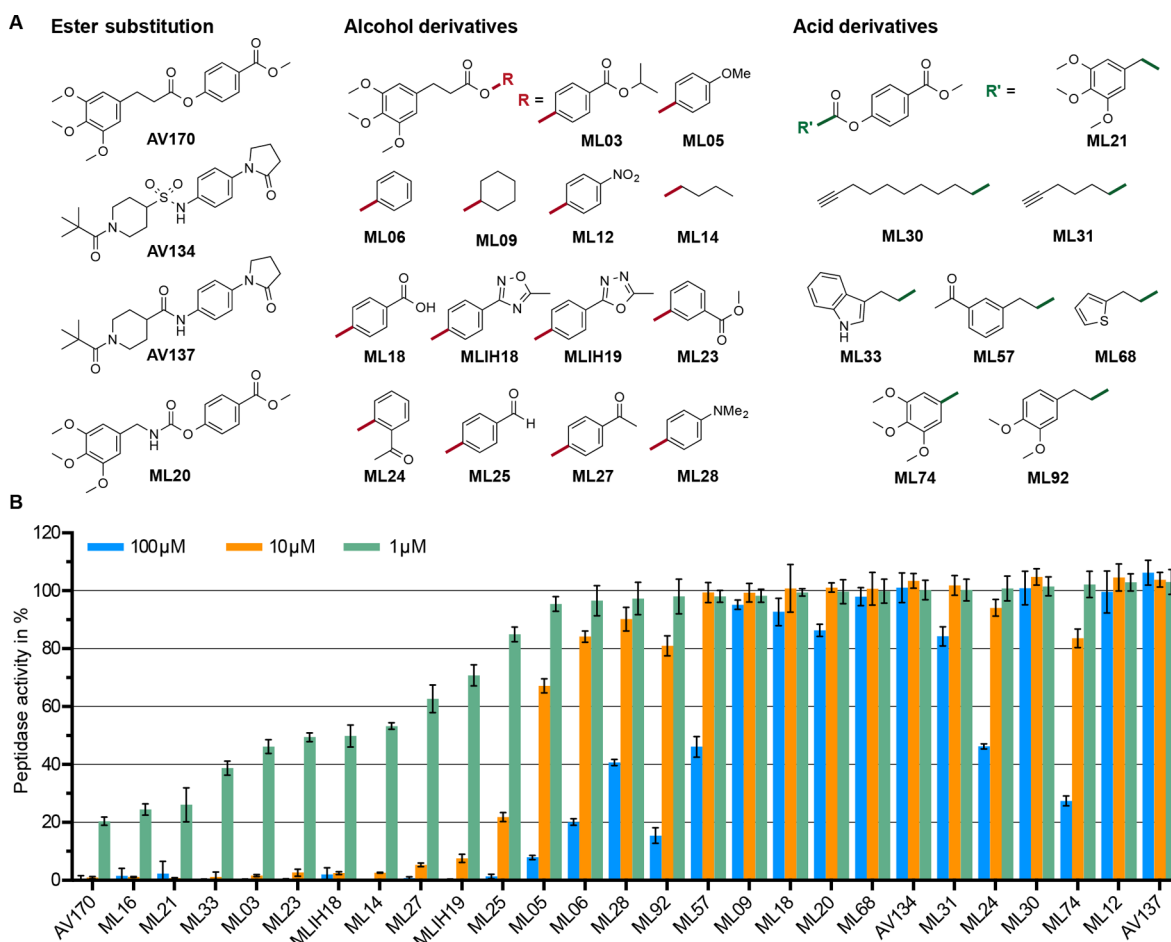 A
Ester substitution
Alcohol derivatives
Acid derivatives
O
O
O
O
O
O
O
AV170
O
O
O
O
O
R
R =
O
O
ML03
OMe
ML05
R'
O
O
O
O
R' =
O
O
O
ML21
O O
S
N
H
N
O
N
O
AV134
ML06
ML09
NO2
ML12
ML14
ML30
ML31
O
N
H
N
O
N
O
AV137
O
OH
ML18
N
O
N
MLIH18
N
N
O
MLIH19
O
O
ML23
N
H
ML33
O
ML57
S
ML68
O
O
O
N
H
O
O
O
O
ML20
O
ML24
O
H
ML25
O
ML27
NMe2
ML28
O
O
O
ML74
O
O
ML92
B
Peptidase activity in %
120
100
80
60
40
20
0
100µM
10µM
1µM
AV170
ML16
ML21
ML33
ML03
ML23
MLIH18
ML14
ML27
MLIH19
ML25
ML05
ML06
ML28
ML92
ML57
ML09
ML18
ML20
ML68
AV134
ML31
ML24
ML30
ML74
ML12
AV137